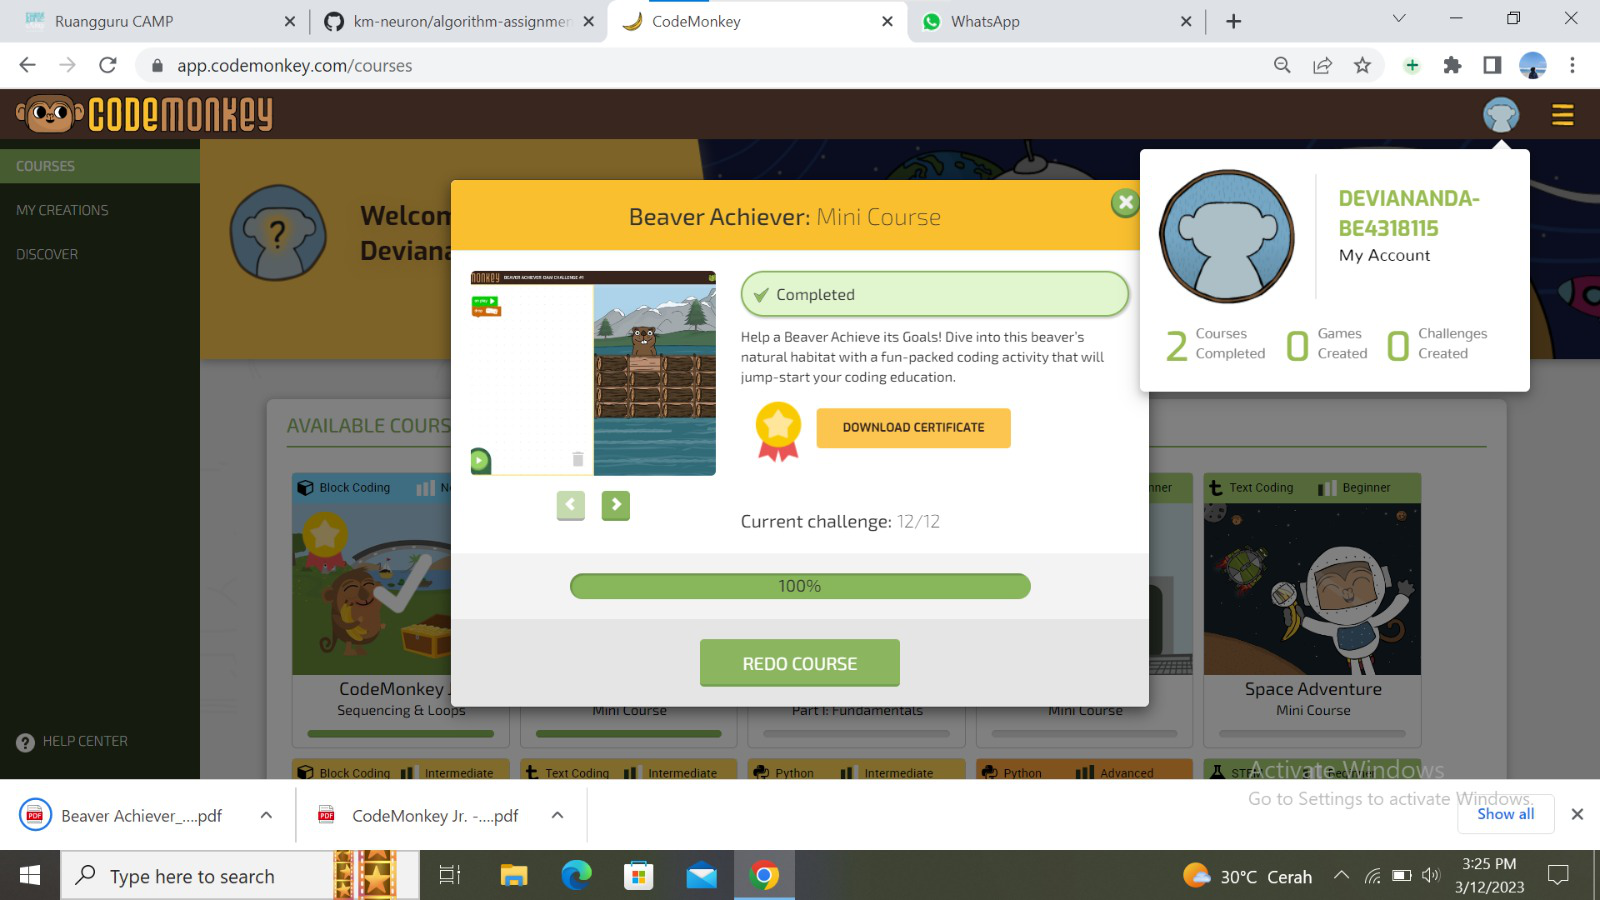 Ruangguru CAMP
km-neuron/algorithm-assignmen
CodeMonkey
WhatsApp
app.codemonkey.com/courses
CODEMONKEY
COURSES
MY CREATIONS
DISCOVER
HELP CENTER
Welcom
Deviana
DEVIANANDA-
BE4318115
My Account
2 Courses Completed
0 Games Created
0 Challenges Created
Beaver Achiever: Mini Course
BEAVER ACHIEVER DAM CHALLENGE #1
Completed
Help a Beaver Achieve its Goals! Dive into this beaver's
natural habitat with a fun-packed coding activity that will
jump-start your coding education.
DOWNLOAD CERTIFICATE
Current challenge: 12/12
100%
REDO COURSE
AVAILABLE COURS
Block Coding
Text Coding Beginner
CodeMonkey J
Sequencing & Loops
Mini Course
Part I: Fundamentals
Mini Course
Space Adventure
Mini Course
Block Coding Intermediate
Text Coding Intermediate
Python Intermediate
Python Advanced
Activate Windows
Go to Settings to activate Windows.
Beaver Achiever_....pdf
CodeMonkey Jr. -....pdf
Show all
Type here to search
30°C Cerah
3:25 PM
3/12/2023